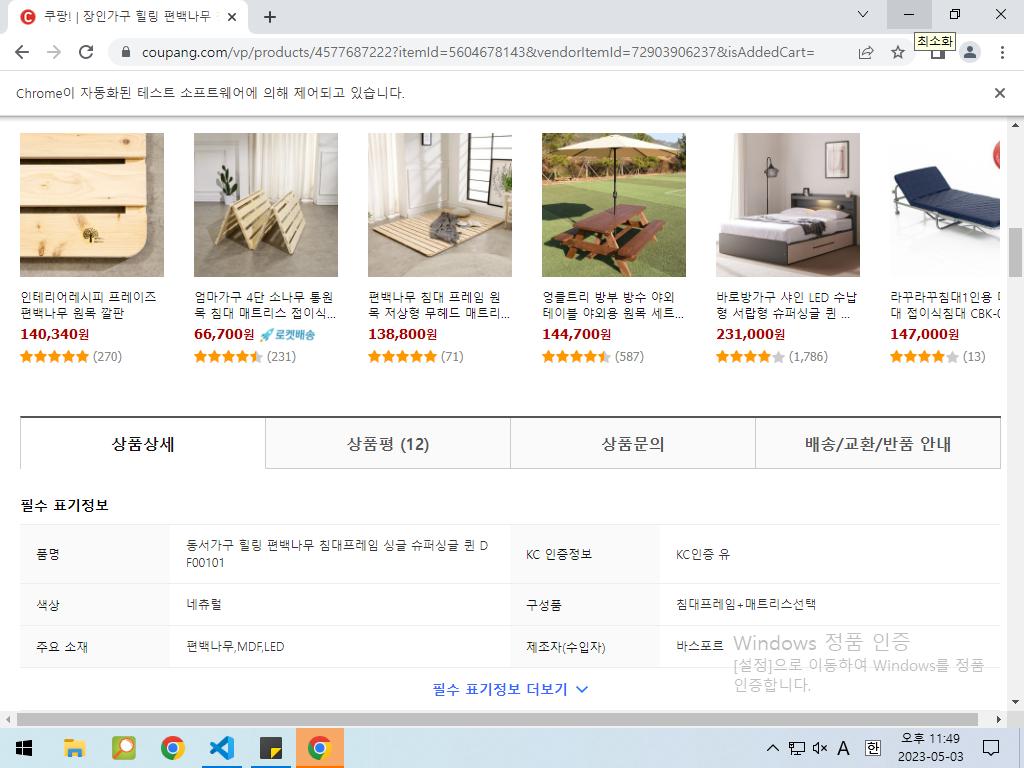 쿠팡! | 장인가구 힐링 편백나무
최소화
coupang.com/vp/products/4577687222?itemId=5604678143&vendorItemId=72903906237&isAddedCart=
Chrome이 자동화된 테스트 소프트웨어에 의해 제어되고 있습니다.
인테리어레시피 프레이즈
편백나무 원목 깔판
140,340원
(270)
엄마가구 4단 소나무 통원
목 침대 매트리스 접이식...
66,700원 로켓배송
(231)
편백나무 침대 프레임 원
목 저상형 무헤드 매트리...
138,800원
(71)
엉클트리 방부 방수 야외
테이블 야외용 원목 세트...
144,700원
(587)
바로방가구 샤인 LED 수납
형 서랍형 슈퍼싱글 퀸 ...
231,000원
(1,786)
라꾸라꾸침대1인용
대 접이식침대 CBK-
147,000원
(13)
상품상세
상품평 (12)
상품문의
배송/교환/반품 안내
필수 표기정보
품명
동서가구 힐링 편백나무 침대프레임 싱글 슈퍼싱글 퀸 D
F00101
KC 인증정보
KC인증 유
색상
네츄럴
구성품
침대프레임+매트리스선택
주요 소재
편백나무,MDF,LED
제조자(수입자)
바스포르
Windows 정품 인증
[설정]으로 이동하여 Windows를 정품
인증합니다.
필수 표기정보 더보기
A
한
오후 11:49
2023-05-03